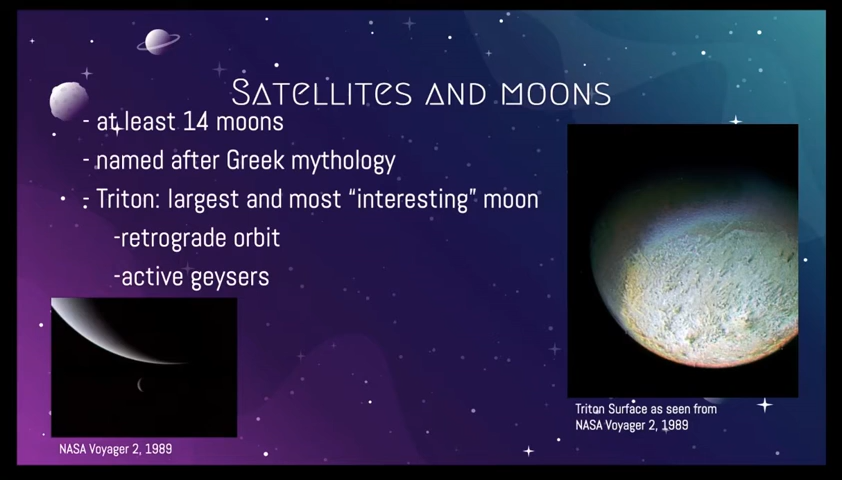 SATELLITES AND MOONS
- at least 14 moons
- named after Greek mythology
- Triton: largest and most “interesting” moon
-retrograde orbit
-active geysers
Triton Surface as seen from
NASA Voyager 2, 1989
NASA Voyager 2, 1989